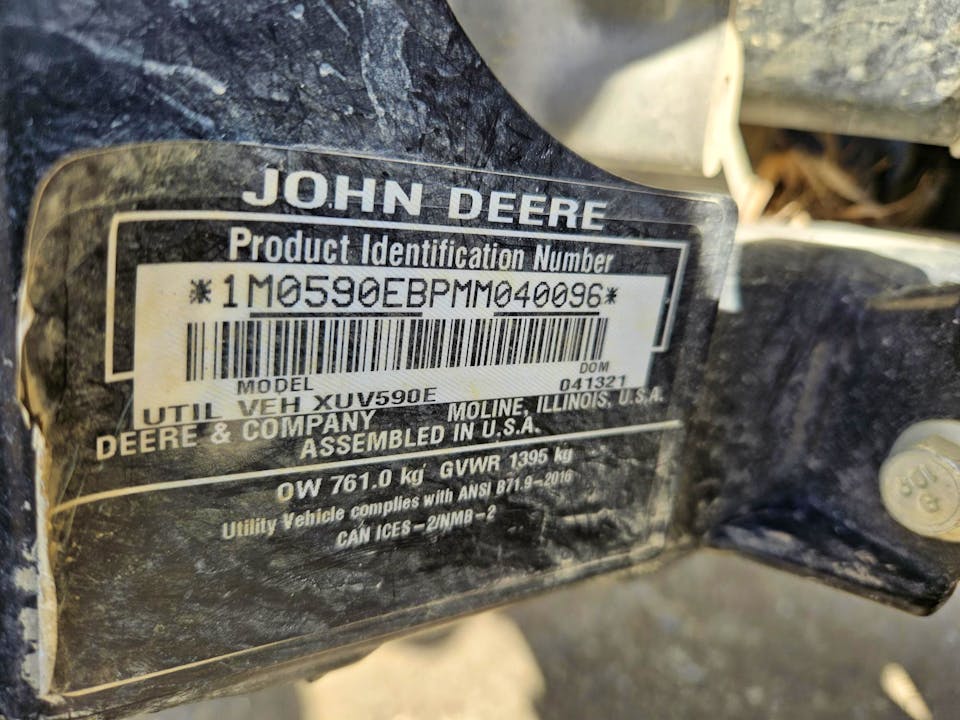 JOHN DEERE
Product Identification Number
*1M0590EBPMM040096*
MODEL DOM
UTIL VEH XUV590E 041321
DEERE & COMPANY MOLINE, ILLINOIS, U.S.A.
ASSEMBLED IN U.S.A.
OW 761.0 kg GVWR 1395 kg
Utility Vehicle complies with ANSI B71.9-2016
CAN ICES-2/NMB-2